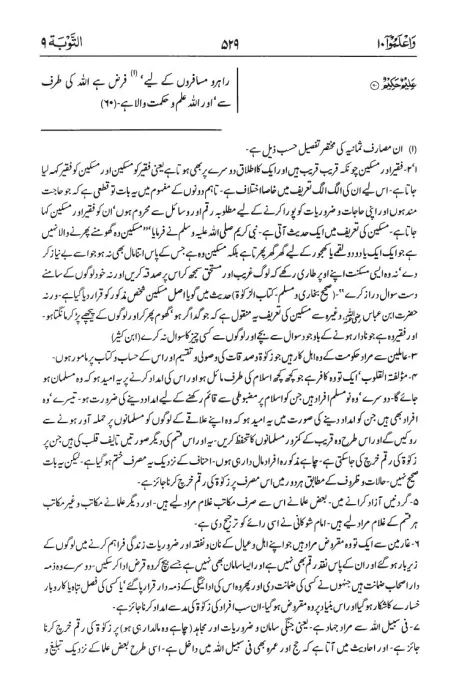 وَاعْلَمُوْٓا ۱۰
۵۲۹
التَّوْبَة ۹
عَلِيْمٌ حَكِيْمٌ ۝
راہرو مسافروں کے لیے،(۱) فرض ہے اللہ کی طرف
سے، اور اللہ علم و حکمت والا ہے۔(۶۰)
(۱) ان مصارف ثمانیہ کی مختصر تفصیل حسب ذیل ہے۔
۱،۲۔ فقیر اور مسکین چونکہ قریب قریب ہیں اور ایک کا اطلاق دوسرے پر بھی ہوتا ہے یعنی فقیر کو مسکین اور مسکین کو فقیر کہہ لیا
جاتا ہے۔ اس لیے ان کی الگ الگ تعریف میں خاصا اختلاف ہے۔ تاہم دونوں کے مفہوم میں یہ بات تو قطعی ہے کہ جو حاجت
مند ہوں اور اپنی حاجات و ضروریات کو پورا کرنے کے لیے مطلوبہ رقم اور وسائل سے محروم ہوں، ان کو فقیر اور مسکین کہا
جاتا ہے۔ مسکین کی تعریف میں ایک حدیث آتی ہے۔ نبی کریم صلی اللہ علیہ وسلم نے فرمایا "مسکین وہ گھومنے پھرنے والا نہیں
ہے جو ایک ایک یا دو دو لقمے یا کھجور کے لیے گھر گھر پھرتا ہے بلکہ مسکین وہ ہے جس کے پاس اتنا مال بھی نہ ہو جو اسے بے نیاز کر
دے، نہ وہ ایسی مسکنت اپنے اوپر طاری رکھے کہ لوگ غریب اور مستحق سمجھ کر اس پر صدقہ کریں اور نہ خود لوگوں کے سامنے
دست سوال دراز کرے"۔ (صحیح بخاری و مسلم۔ کتاب الزکوٰۃ) حدیث میں گویا اصل مسکین شخص مذکور کو قرار دیا گیا ہے۔ ورنہ
حضرت ابن عباس رضی اللہ عنہ وغیرہ سے مسکین کی تعریف یہ منقول ہے کہ جو گداگر ہو، گھوم پھر کر اور لوگوں کے پیچھے پڑ کر مانگتا ہو۔
اور فقیر وہ ہے جو نادار ہونے کے باوجود سوال سے بچے اور لوگوں سے کسی چیز کا سوال نہ کرے (ابن کثیر)
۳۔ عاملین سے مراد حکومت کے وہ اہل کار ہیں جو زکوٰۃ و صدقات کی وصولی و تقسیم اور اس کے حساب و کتاب پر مامور ہوں۔
۴۔ مؤلفۃ القلوب، ایک تو وہ کافر ہے جو کچھ کچھ اسلام کی طرف مائل ہو اور اس کی امداد کرنے پر یہ امید ہو کہ وہ مسلمان ہو
جائے گا۔ دوسرے، وہ نو مسلم افراد ہیں جن کو اسلام پر مضبوطی سے قائم رکھنے کے لیے امداد دینے کی ضرورت ہو۔ تیسرے، وہ
افراد بھی ہیں جن کو امداد دینے کی صورت میں یہ امید ہو کہ وہ اپنے علاقے کے لوگوں کو مسلمانوں پر حملہ آور ہونے سے
روکیں گے اور اس طرح وہ قریب کے کمزور مسلمانوں کا تحفظ کریں۔ یہ اور اس قسم کی دیگر صورتیں تالیف قلب کی ہیں جن پر
زکوٰۃ کی رقم خرچ کی جا سکتی ہے۔ چاہے مذکورہ افراد مال دار ہی ہوں۔ احناف کے نزدیک یہ مصرف ختم ہو گیا ہے۔ لیکن یہ بات
صحیح نہیں۔ حالات و ظروف کے مطابق ہر دور میں اس مصرف پر زکوٰۃ کی رقم خرچ کرنا جائز ہے۔
۵۔ گردنیں آزاد کرانے میں۔ بعض علما نے اس سے صرف مکاتب غلام مراد لیے ہیں۔ اور دیگر علما نے مکاتب و غیر مکاتب
ہر قسم کے غلام مراد لیے ہیں۔ امام شوکانی نے اسی رائے کو ترجیح دی ہے۔
۶۔ غارمین سے ایک تو وہ مقروض مراد ہیں جو اپنے اہل و عیال کے نان و نفقہ اور ضروریات زندگی فراہم کرنے میں لوگوں کے
زیر بار ہو گئے اور ان کے پاس نقد رقم بھی نہیں ہے اور ایسا سامان بھی نہیں ہے جسے بیچ کر وہ قرض ادا کر سکیں۔ دوسرے وہ ذمہ
دار اصحاب ضمانت ہیں جنہوں نے کسی کی ضمانت دی اور پھر وہ اس کی ادائیگی کے ذمہ دار قرار پا گئے، یا کسی کی فصل تباہ یا کاروبار
خسارے کا شکار ہو گیا اور اس بنیاد پر وہ مقروض ہو گیا۔ ان سب افراد کی زکوٰۃ کی مد سے امداد کرنا جائز ہے۔
۷۔ فی سبیل اللہ سے مراد جہاد ہے۔ یعنی جنگی سامان و ضروریات اور مجاہد (چاہے وہ مالدار ہی ہو) پر زکوٰۃ کی رقم خرچ کرنا
جائز ہے۔ اور احادیث میں آتا ہے کہ حج اور عمرہ بھی فی سبیل اللہ میں داخل ہے۔ اسی طرح بعض علما کے نزدیک تبلیغ و